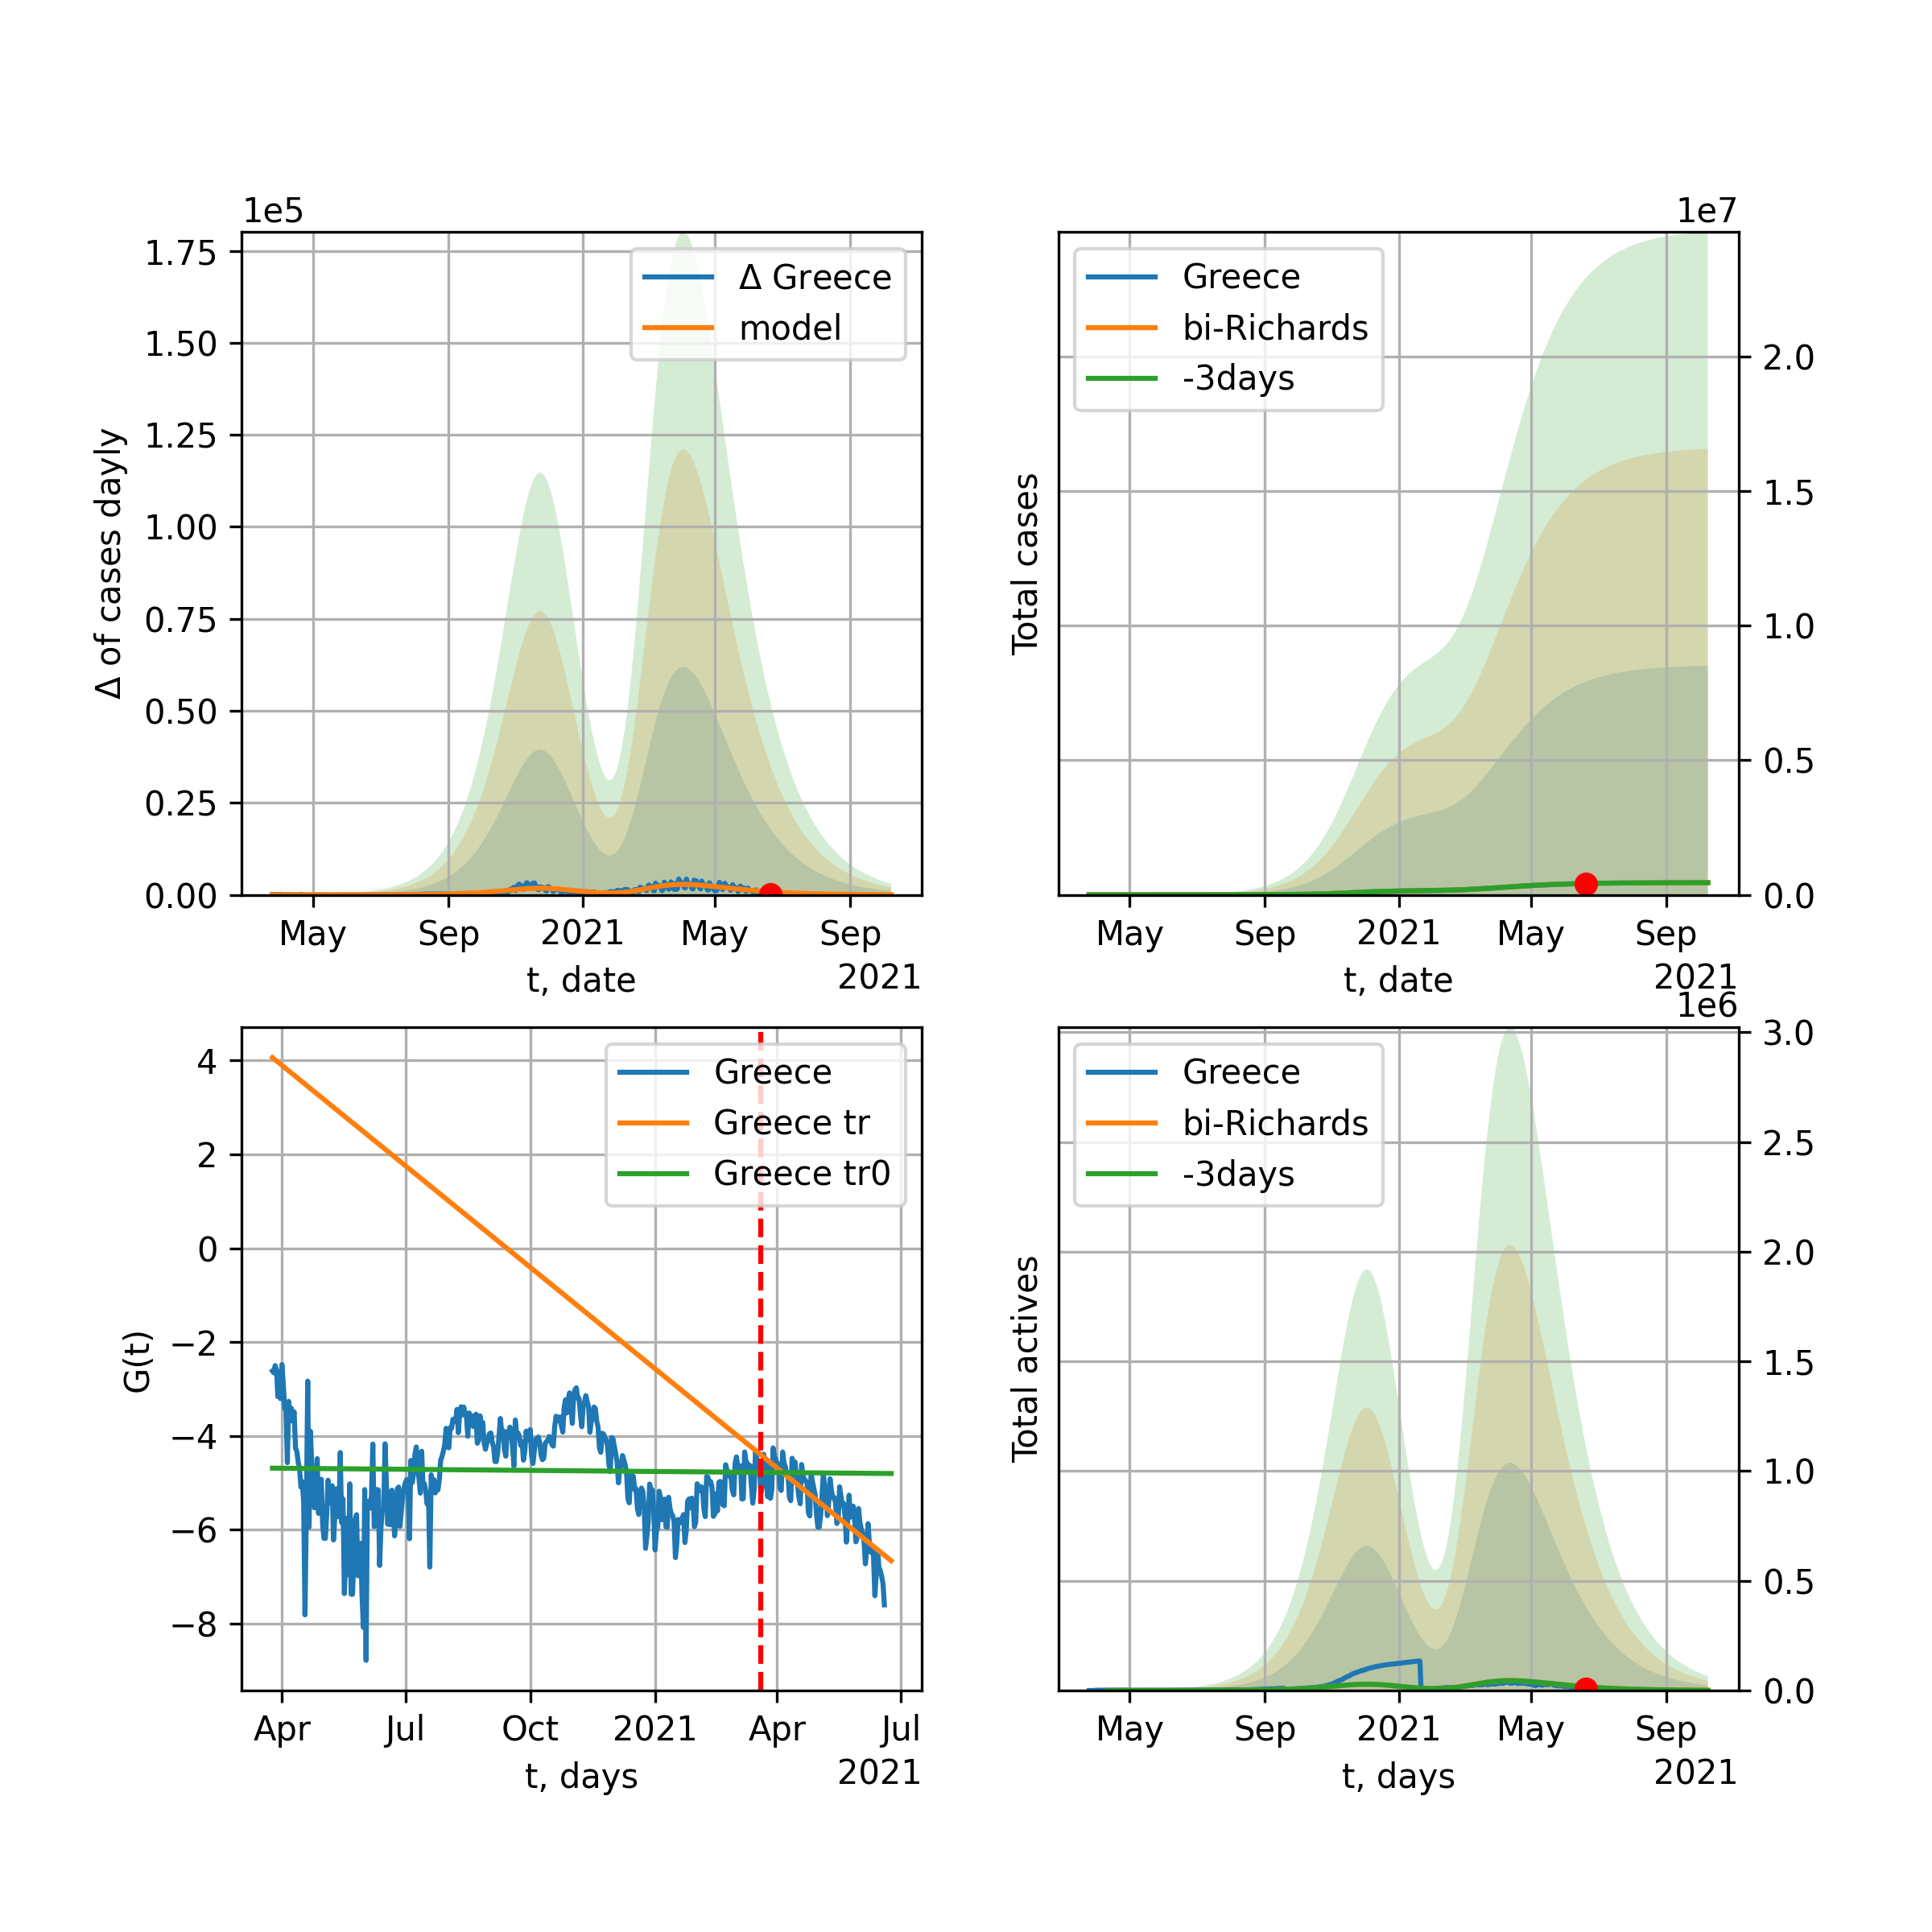 1e5
1.75
1.50
1.25
1.00
0.75
0.50
0.25
0.00
Δ of cases dayly
Δ Greece
model
May Sep 2021 May Sep
t, date
2021
1e7
2.0
1.5
1.0
0.5
0.0
Total cases
Greece
bi-Richards
-3days
May Sep 2021 May Sep
t, date
2021
4
2
0
−2
−4
−6
−8
G(t)
Greece
Greece tr
Greece tr0
Apr Jul Oct 2021 Apr Jul
t, days
2021
1e6
3.0
2.5
2.0
1.5
1.0
0.5
0.0
Total actives
Greece
bi-Richards
-3days
May Sep 2021 May Sep
t, days
2021